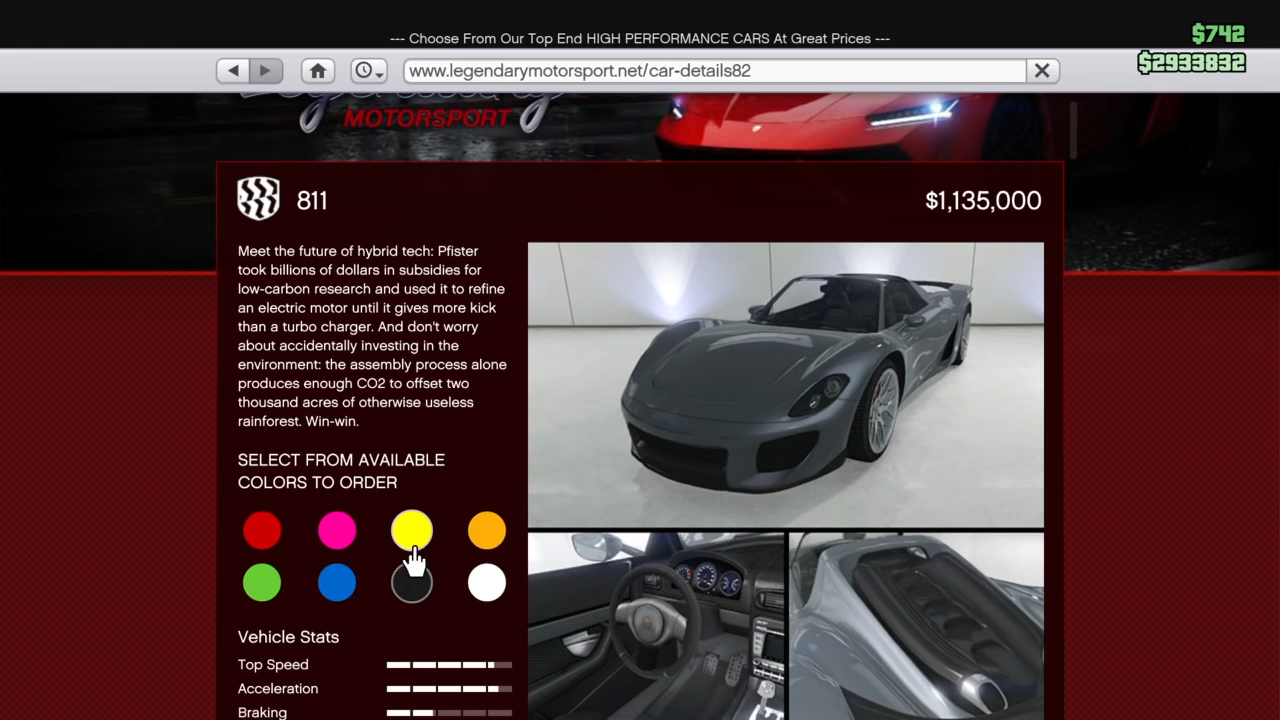 --- Choose From Our Top End HIGH PERFORMANCE CARS At Great Prices ---
$742
$2933832
www.legendarymotorsport.net/car-details82
MOTORSPORT
811
$1,135,000
Meet the future of hybrid tech: Pfister
took billions of dollars in subsidies for
low-carbon research and used it to refine
an electric motor until it gives more kick
than a turbo charger. And don't worry
about accidentally investing in the
environment: the assembly process alone
produces enough CO2 to offset two
thousand acres of otherwise useless
rainforest. Win-win.
SELECT FROM AVAILABLE
COLORS TO ORDER
Vehicle Stats
Top Speed
Acceleration
Braking